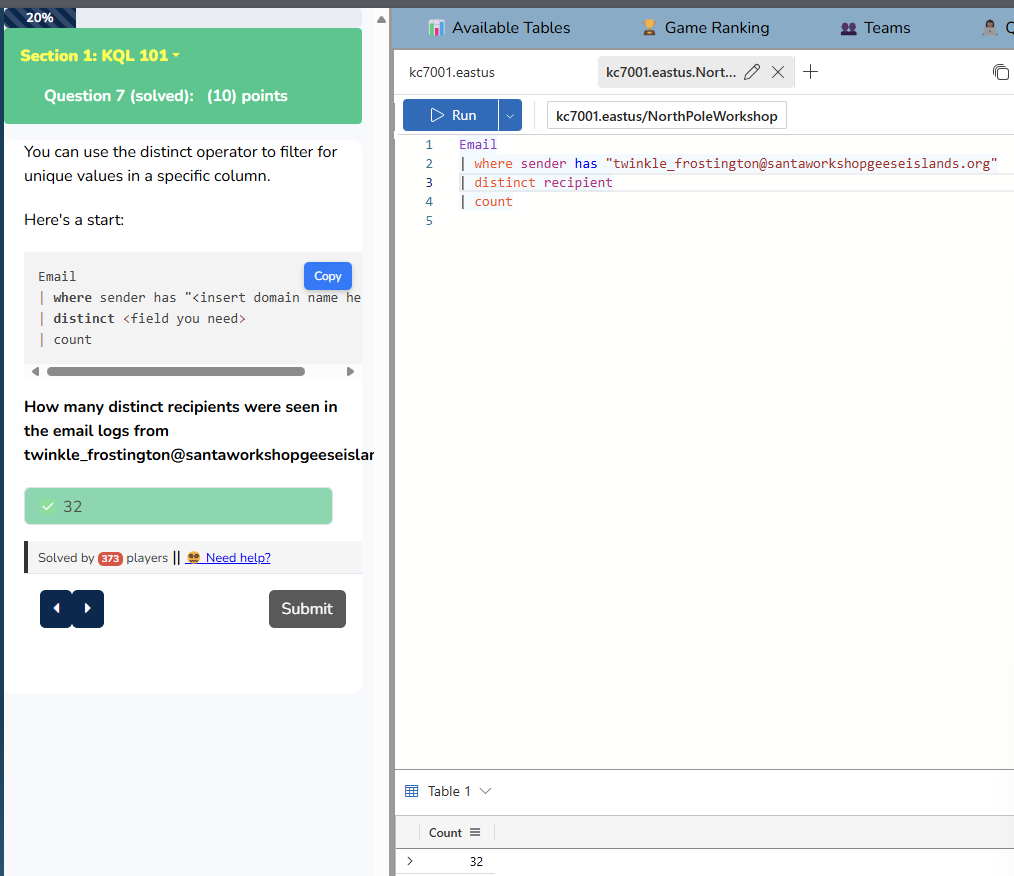 20%
Section 1: KQL 101
Question 7 (solved): (10) points
You can use the distinct operator to filter for
unique values in a specific column.
Here's a start:
Copy
Email
| where sender has "<insert domain name he
| distinct <field you need>
| count
How many distinct recipients were seen in
the email logs from
twinkle_frostington@santaworkshopgeeseislar
32
Solved by 373 players || Need help?
Submit
Available Tables
Game Ranking
Teams
Q
kc7001.eastus
kc7001.eastus.Nort...
Run
kc7001.eastus/NorthPoleWorkshop
1 Email
2 | where sender has "twinkle_frostington@santaworkshopgeeseislands.org"
3 | distinct recipient
4 | count
5
Table 1
Count
32